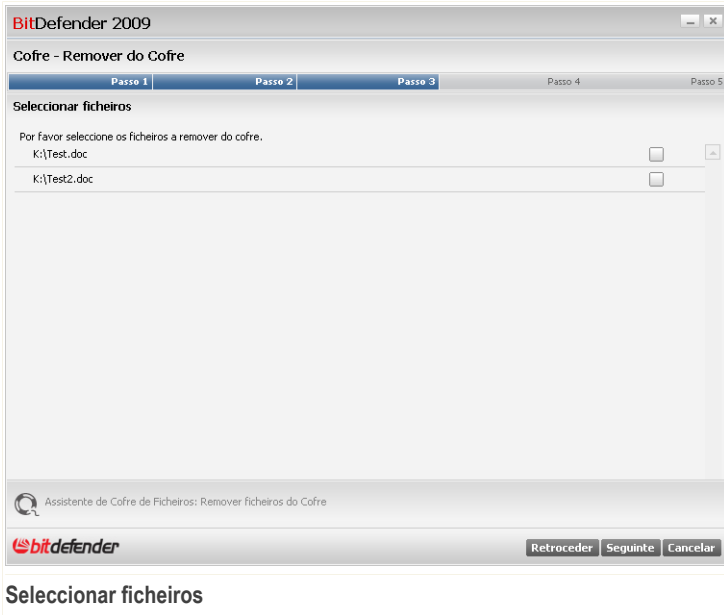 BitDefender 2009
Cofre - Remover do Cofre
Passo 1 Passo 2 Passo 3 Passo 4 Passo 5
Seleccionar ficheiros
Por favor seleccione os ficheiros a remover do cofre.
K:\Test.doc
K:\Test2.doc
Assistente de Cofre de Ficheiros: Remover ficheiros do Cofre
bitdefender
Retroceder Seguinte Cancelar
Seleccionar ficheiros